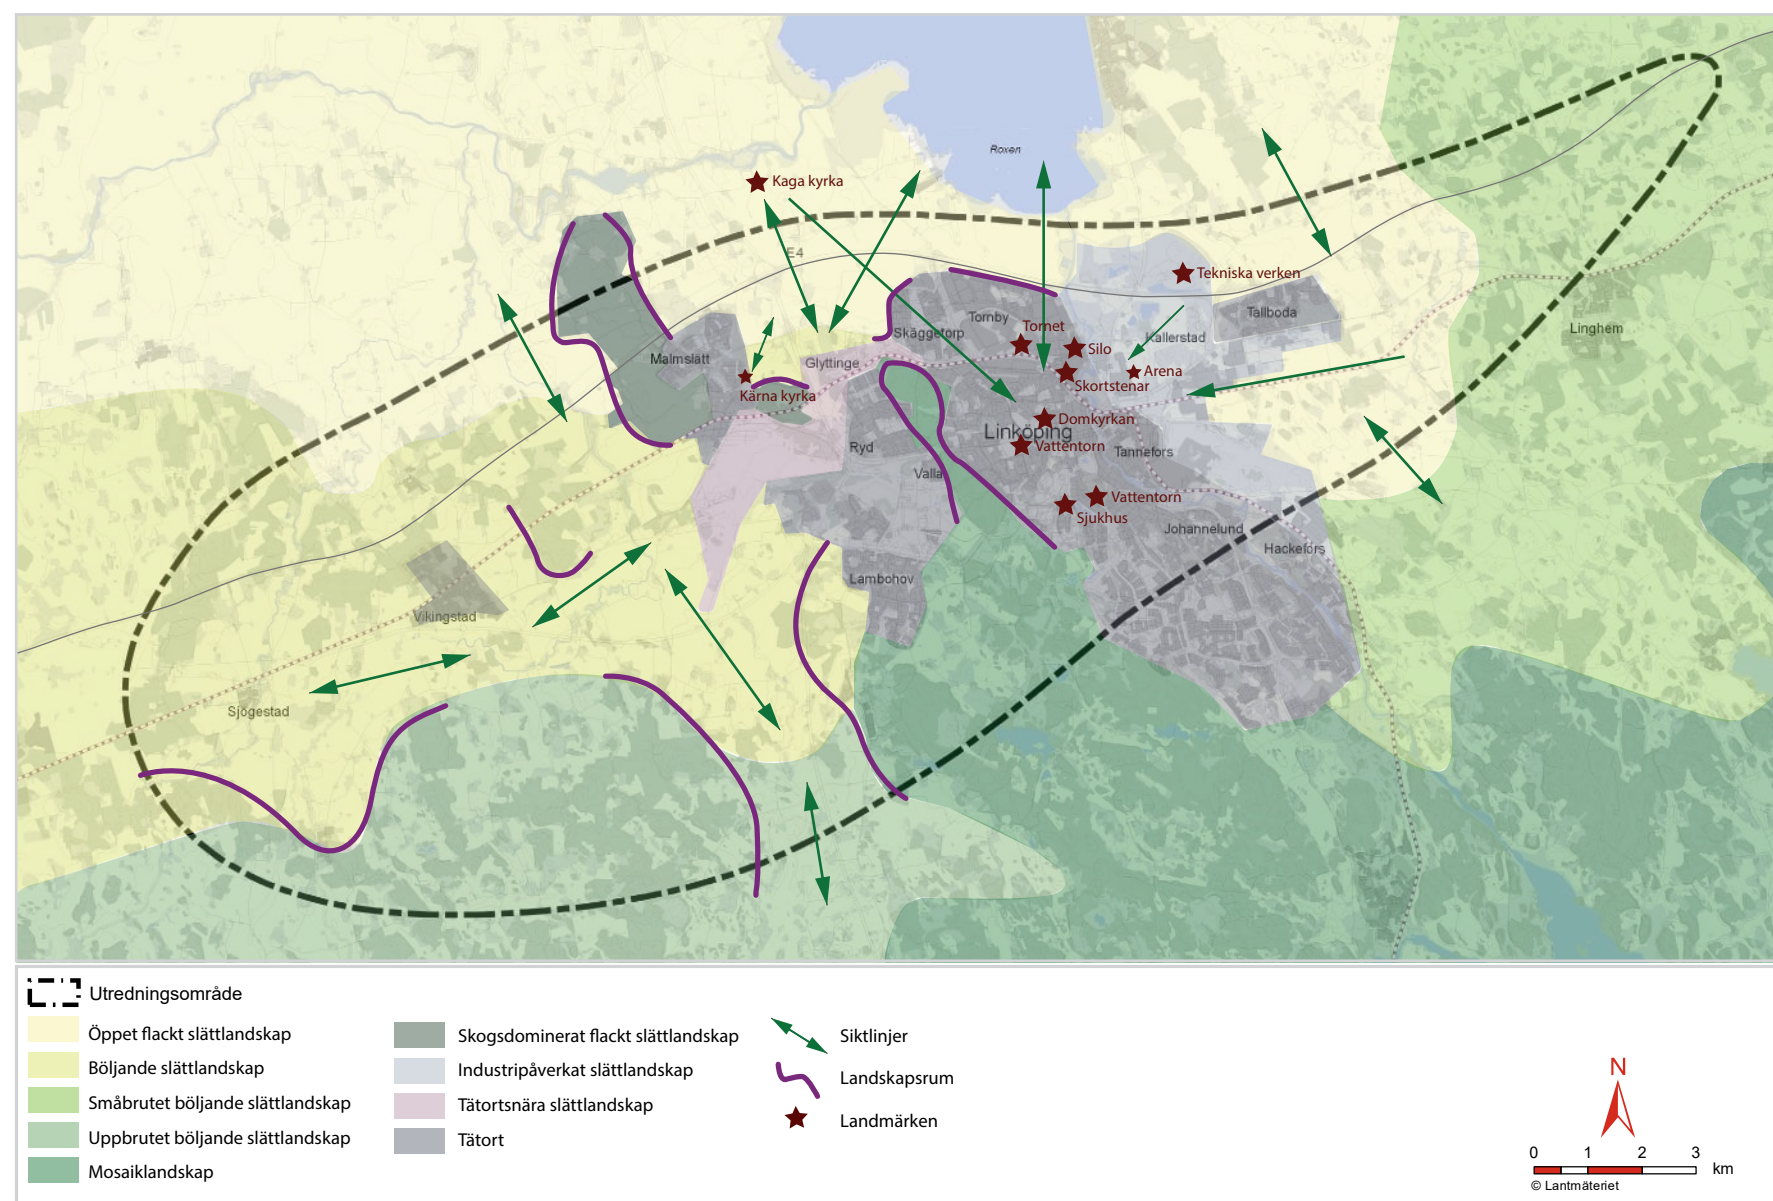 Roxen
Kaga kyrka
E4
Tekniska verken
Tallboda
Linghem
Tornby
Tornet
Skäggetorp
Kallerstad
Silo
Malmslätt
Glyttinge
Arena
Skortstenar
Kärna kyrka
Domkyrkan
Linköping
Ryd
Vattentorn
Tannefors
Valla
Vattentorn
Sjukhus
Johannelund
Hackefors
Lambohov
Vikingstad
Sjögestad
Utredningsområde
Öppet flackt slättlandskap
Böljande slättlandskap
Småbrutet böljande slättlandskap
Uppbrutet böljande slättlandskap
Mosaiklandskap
Skogsdominerat flackt slättlandskap
Industripåverkat slättlandskap
Tätortsnära slättlandskap
Tätort
Siktlinjer
Landskapsrum
Landmärken
N
0 1 2 3 km
© Lantmäteriet